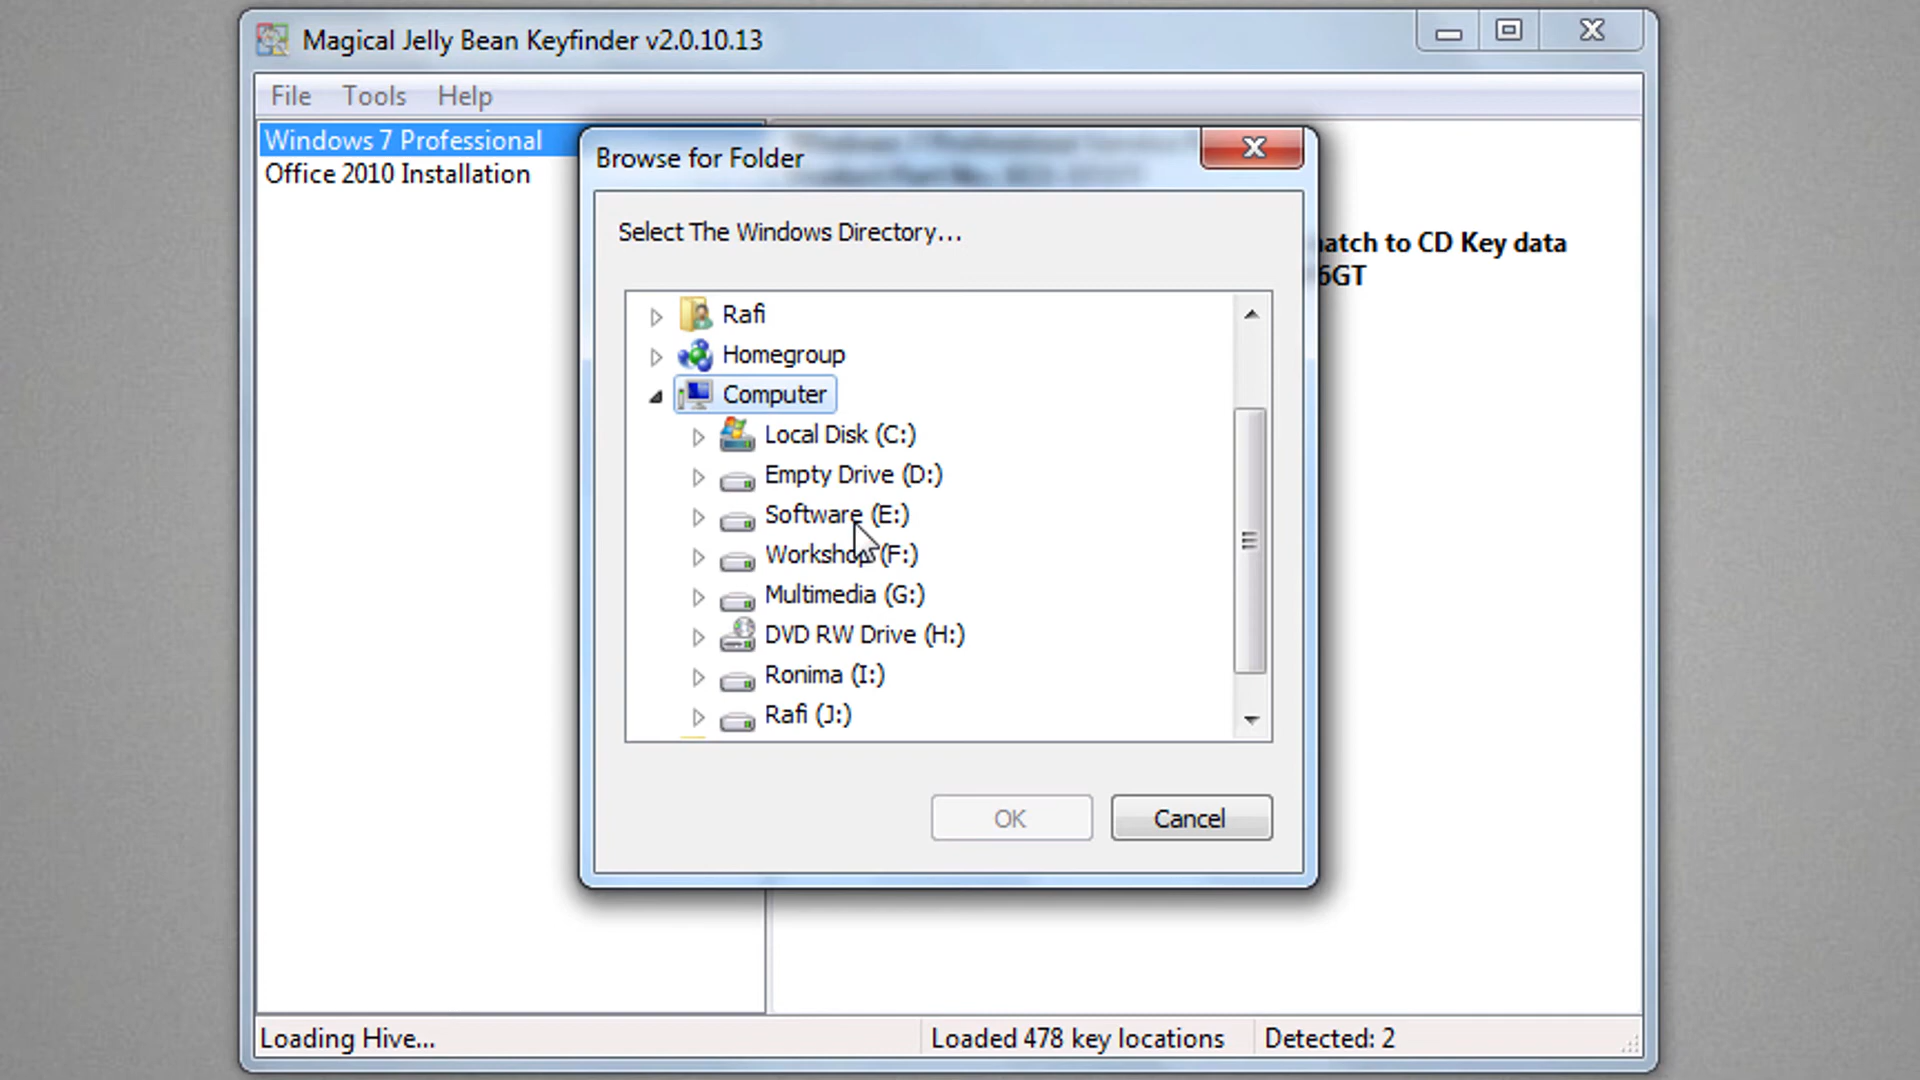 Magical Jelly Bean Keyfinder v2.0.10.13
File Tools Help
Windows 7 Professional
Office 2010 Installation
Browse for Folder
Select The Windows Directory...
atch to CD Key data
6GT
Rafi
Homegroup
Computer
Local Disk (C:)
Empty Drive (D:)
Software (E:)
Workshop (F:)
Multimedia (G:)
DVD RW Drive (H:)
Ronima (I:)
Rafi (J:)
OK Cancel
Loading Hive... Loaded 478 key locations Detected: 2